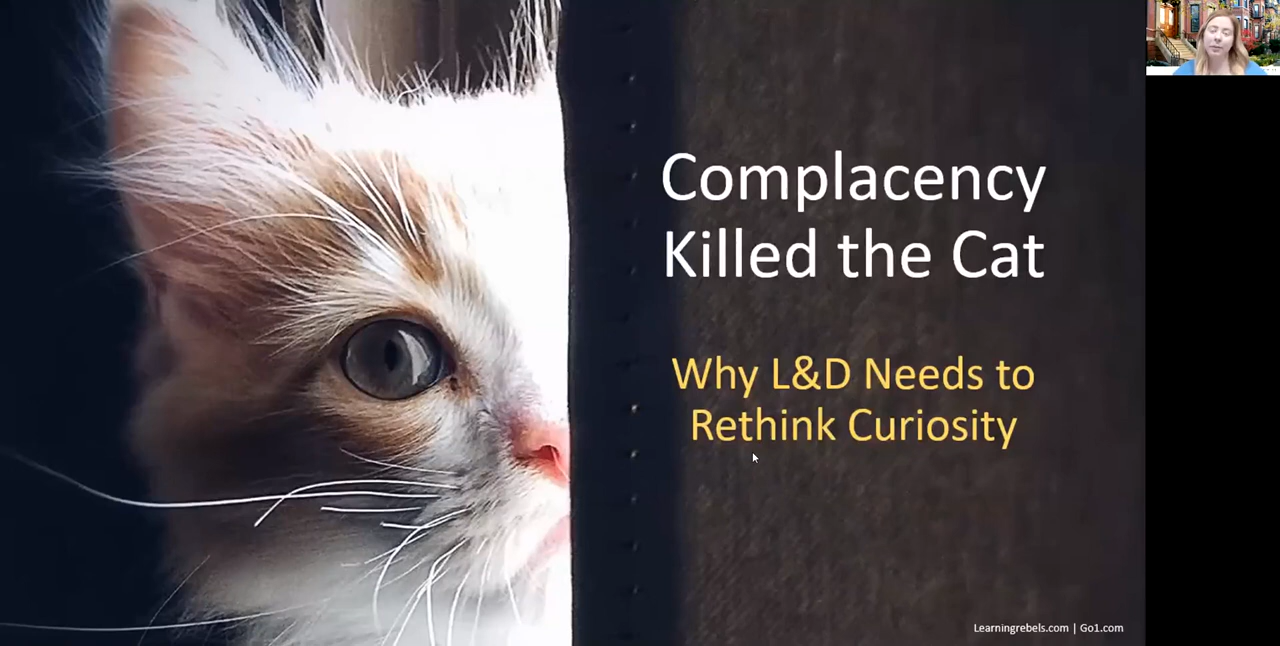 Complacency
Killed the Cat
Why L&D Needs to
Rethink Curiosity
Learningrebels.com | Go1.com